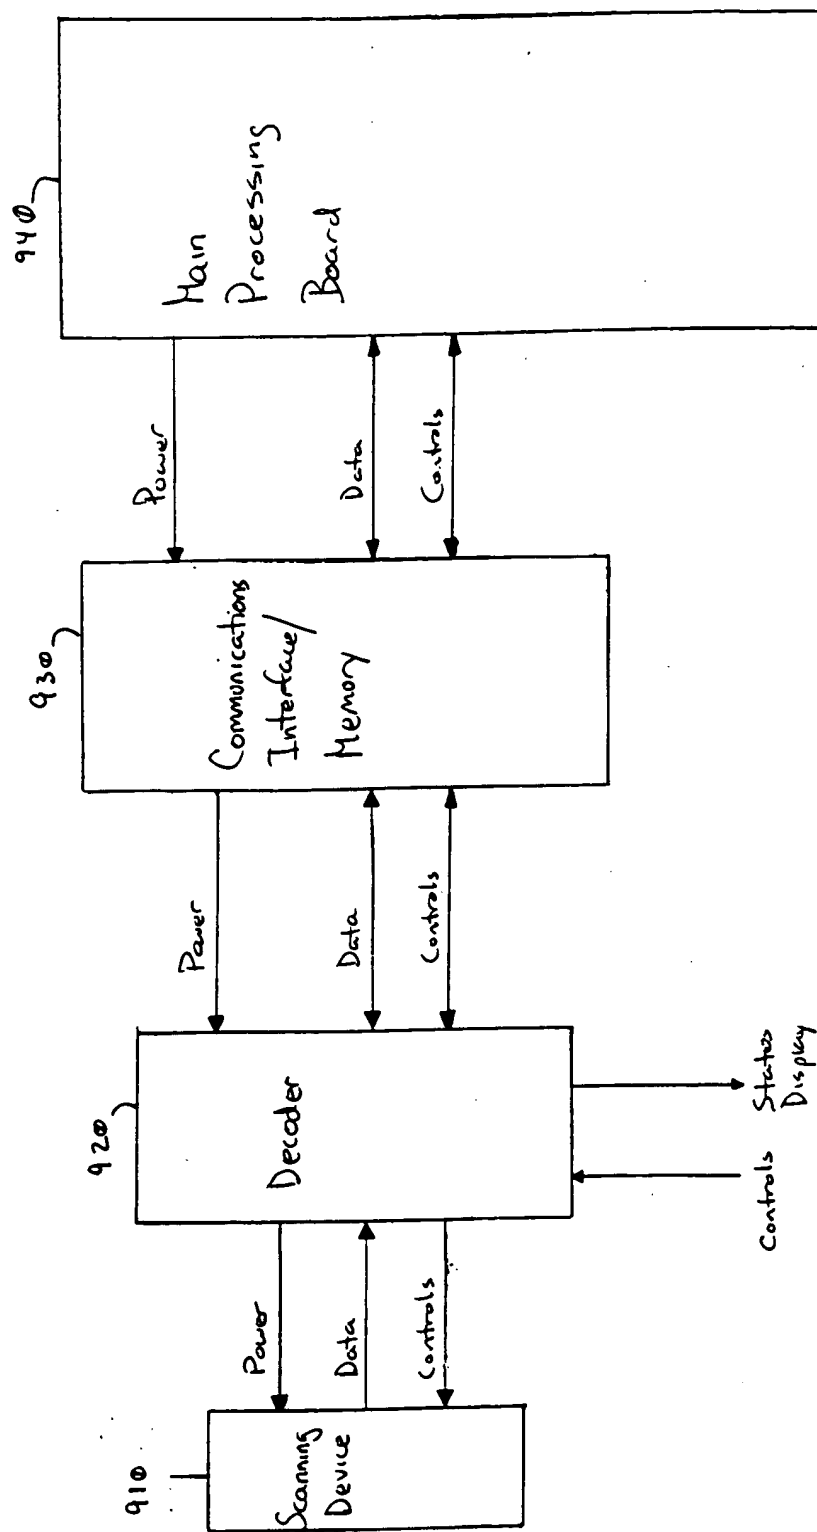 910
Scanning
Device
Power
Data
Controls
920
Decoder
Controls
States
Display
Power
Data
Controls
930
Communications
Interface/
Memory
Power
Data
Controls
940
Main
Processing
Board